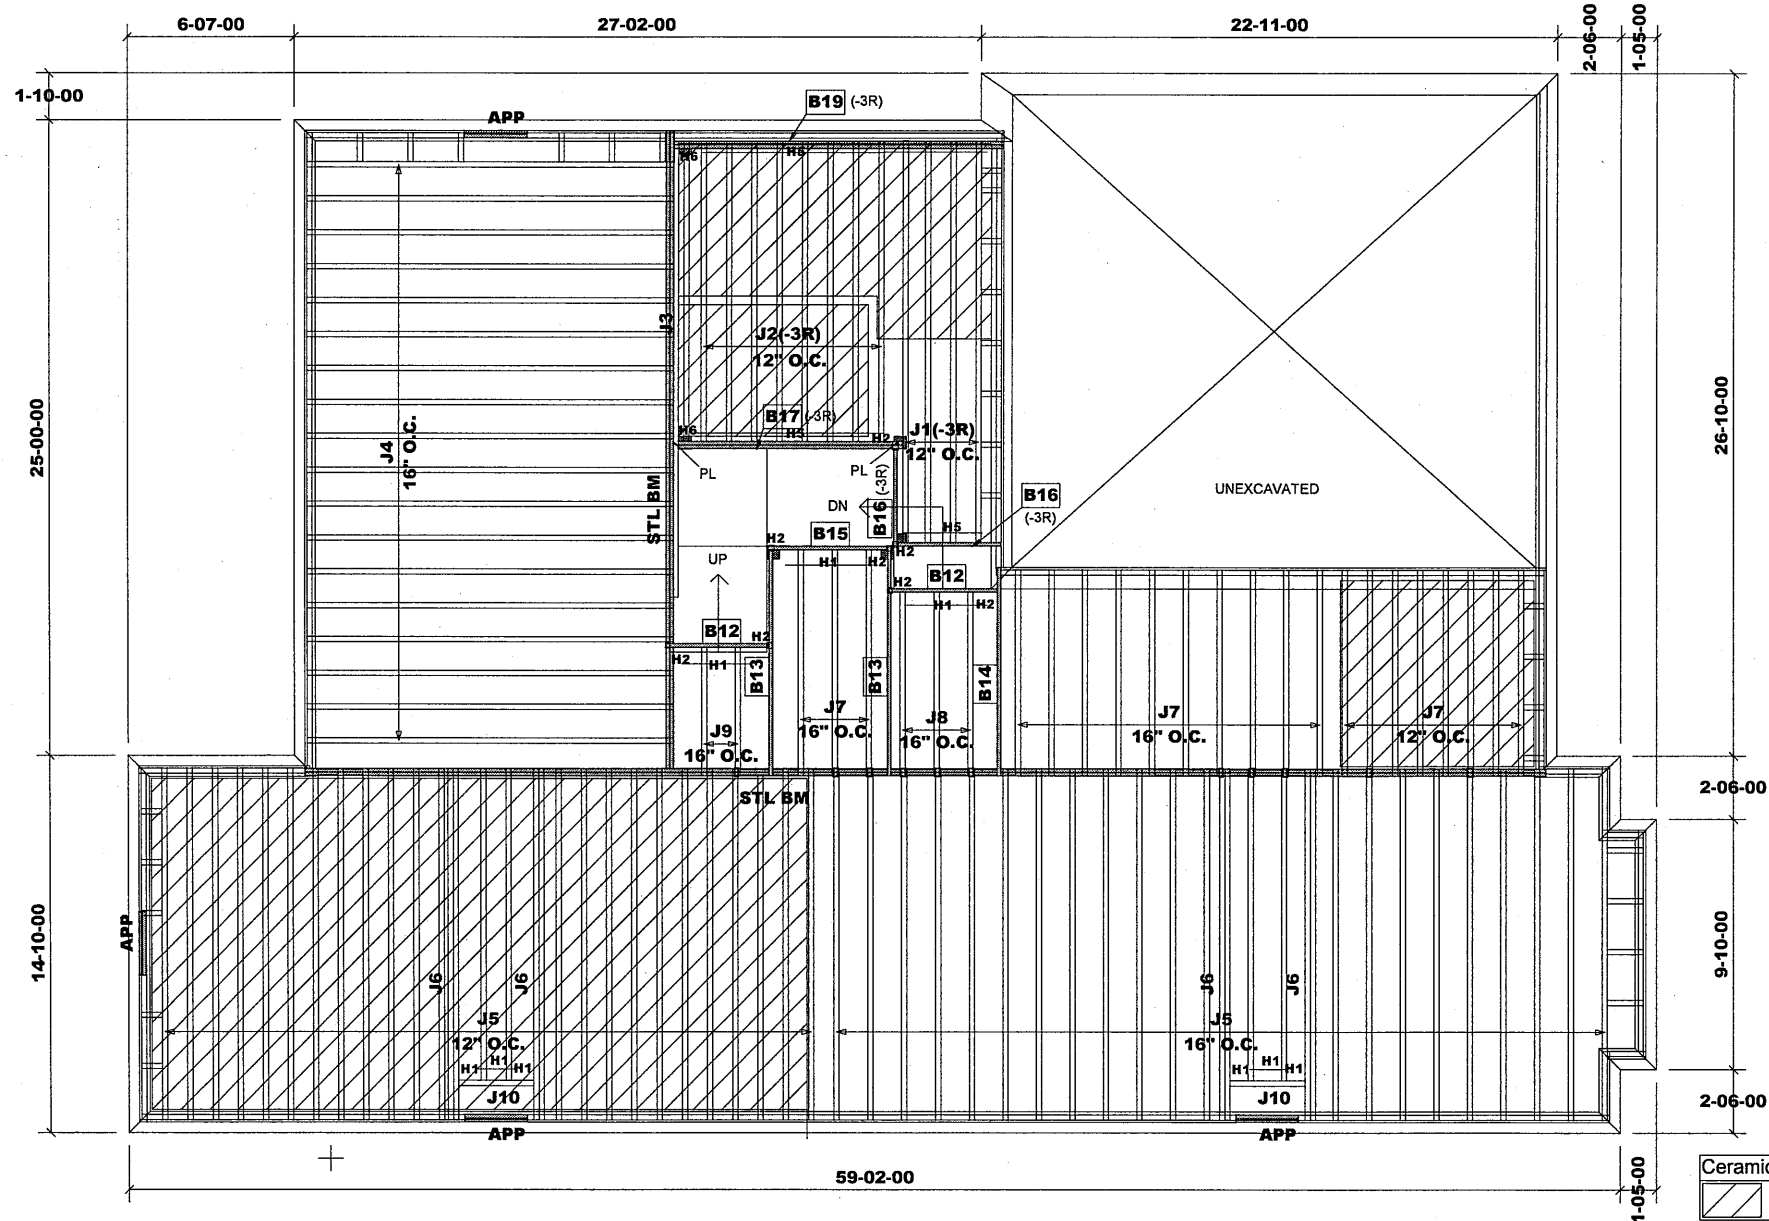 6-07-00
27-02-00
22-11-00
2-06-00
1-05-00
1-10-00
B19 (-3R)
APP
H6
H5
J3
J2(-3R)
12" O.C.
25-00-00
J4
16" O.C.
26-10-00
B17 (-3R)
H6
H5
H2
J1(-3R)
12" O.C.
PL
PL
STL BM
B16 (-3R)
DN
B16
(-3R)
UNEXCAVATED
H5
H2
B15
H2
UP
H1
H2
H2
B12
H1
H2
B12
H2
H2
H1
B13
B13
B14
J7
16" O.C.
J9
16" O.C.
J8
16" O.C.
J7
16" O.C.
J7
12" O.C.
STL BM
2-06-00
14-10-00
APP
J6
J6
J6
J6
9-10-00
J5
12" O.C.
J5
16" O.C.
H1
H1
H1
H1
H1
H1
J10
J10
2-06-00
APP
APP
59-02-00
1-05-00
Ceramic